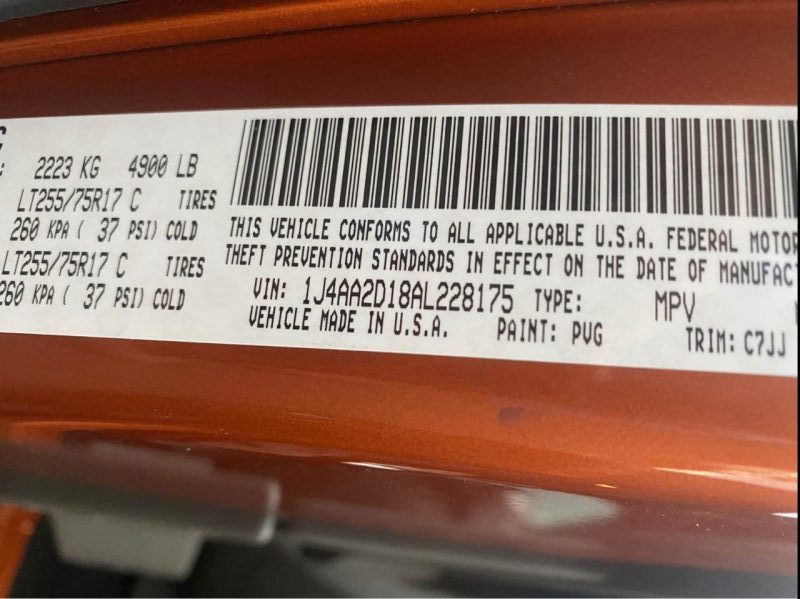 2223 KG 4900 LB
LT255/75R17 C TIRES
260 KPA ( 37 PSI) COLD
LT255/75R17 C TIRES
260 KPA ( 37 PSI) COLD
THIS VEHICLE CONFORMS TO ALL APPLICABLE U.S.A. FEDERAL MOTOR
THEFT PREVENTION STANDARDS IN EFFECT ON THE DATE OF MANUFACT
VIN: 1J4AA2D18AL228175 TYPE: MPV
VEHICLE MADE IN U.S.A. PAINT: PVG TRIM: C7JJ